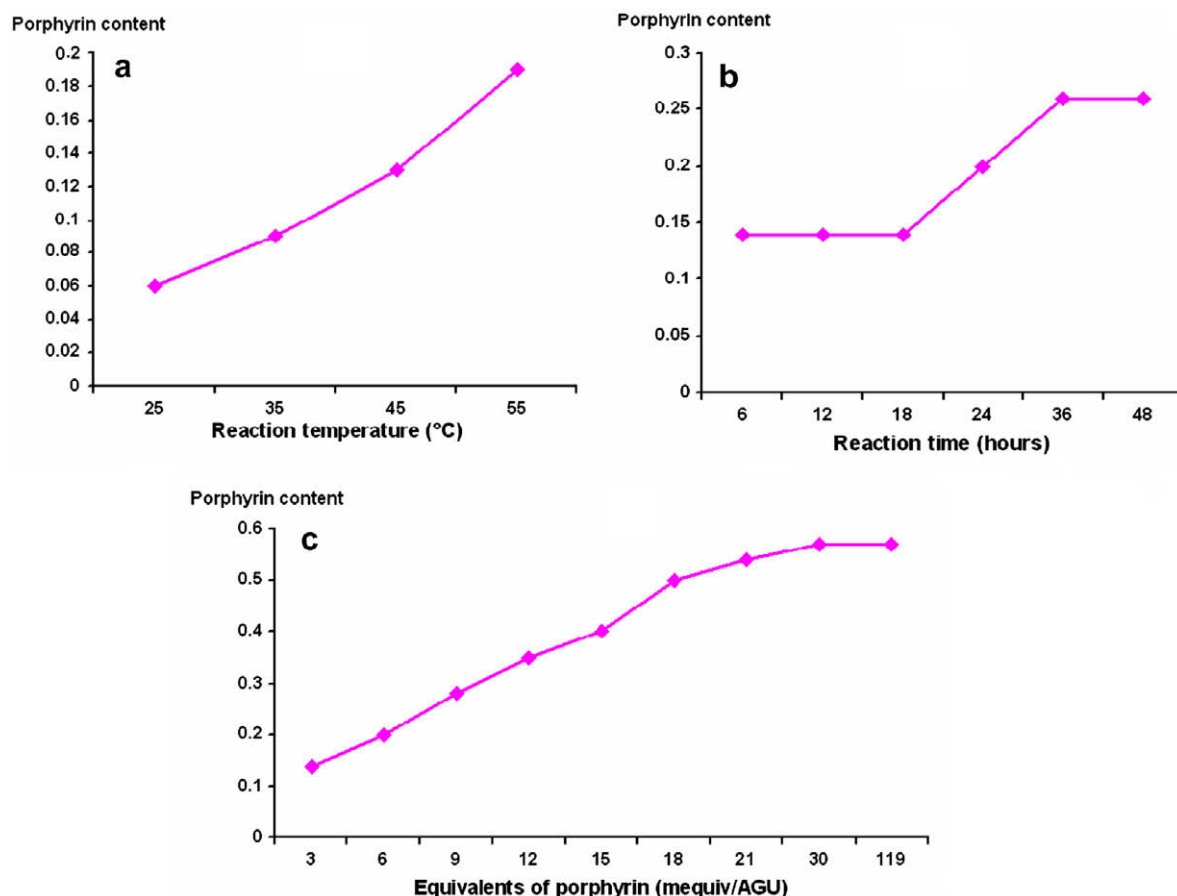 Porphyrin content
a
0.2
0.18
0.16
0.14
0.12
0.1
0.08
0.06
0.04
0.02
0
25 35 45 55
Reaction temperature (°C)
Porphyrin content
b
0.3
0.25
0.2
0.15
0.1
0.05
0
6 12 18 24 36 48
Reaction time (hours)
Porphyrin content
c
0.6
0.5
0.4
0.3
0.2
0.1
0
3 6 9 12 15 18 21 30 119
Equivalents of porphyrin (mequiv/AGU)